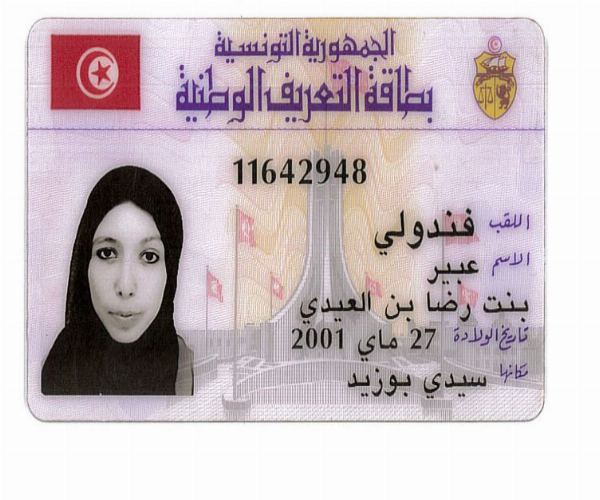 الجمهورية التونسية
بطاقة التعريف الوطنية
11642948
اللقب فندولي
الاسم عبير
بنت رضا بن العيدي
تاريخ الولادة 27 ماي 2001
مكانها سيدي بوزيد